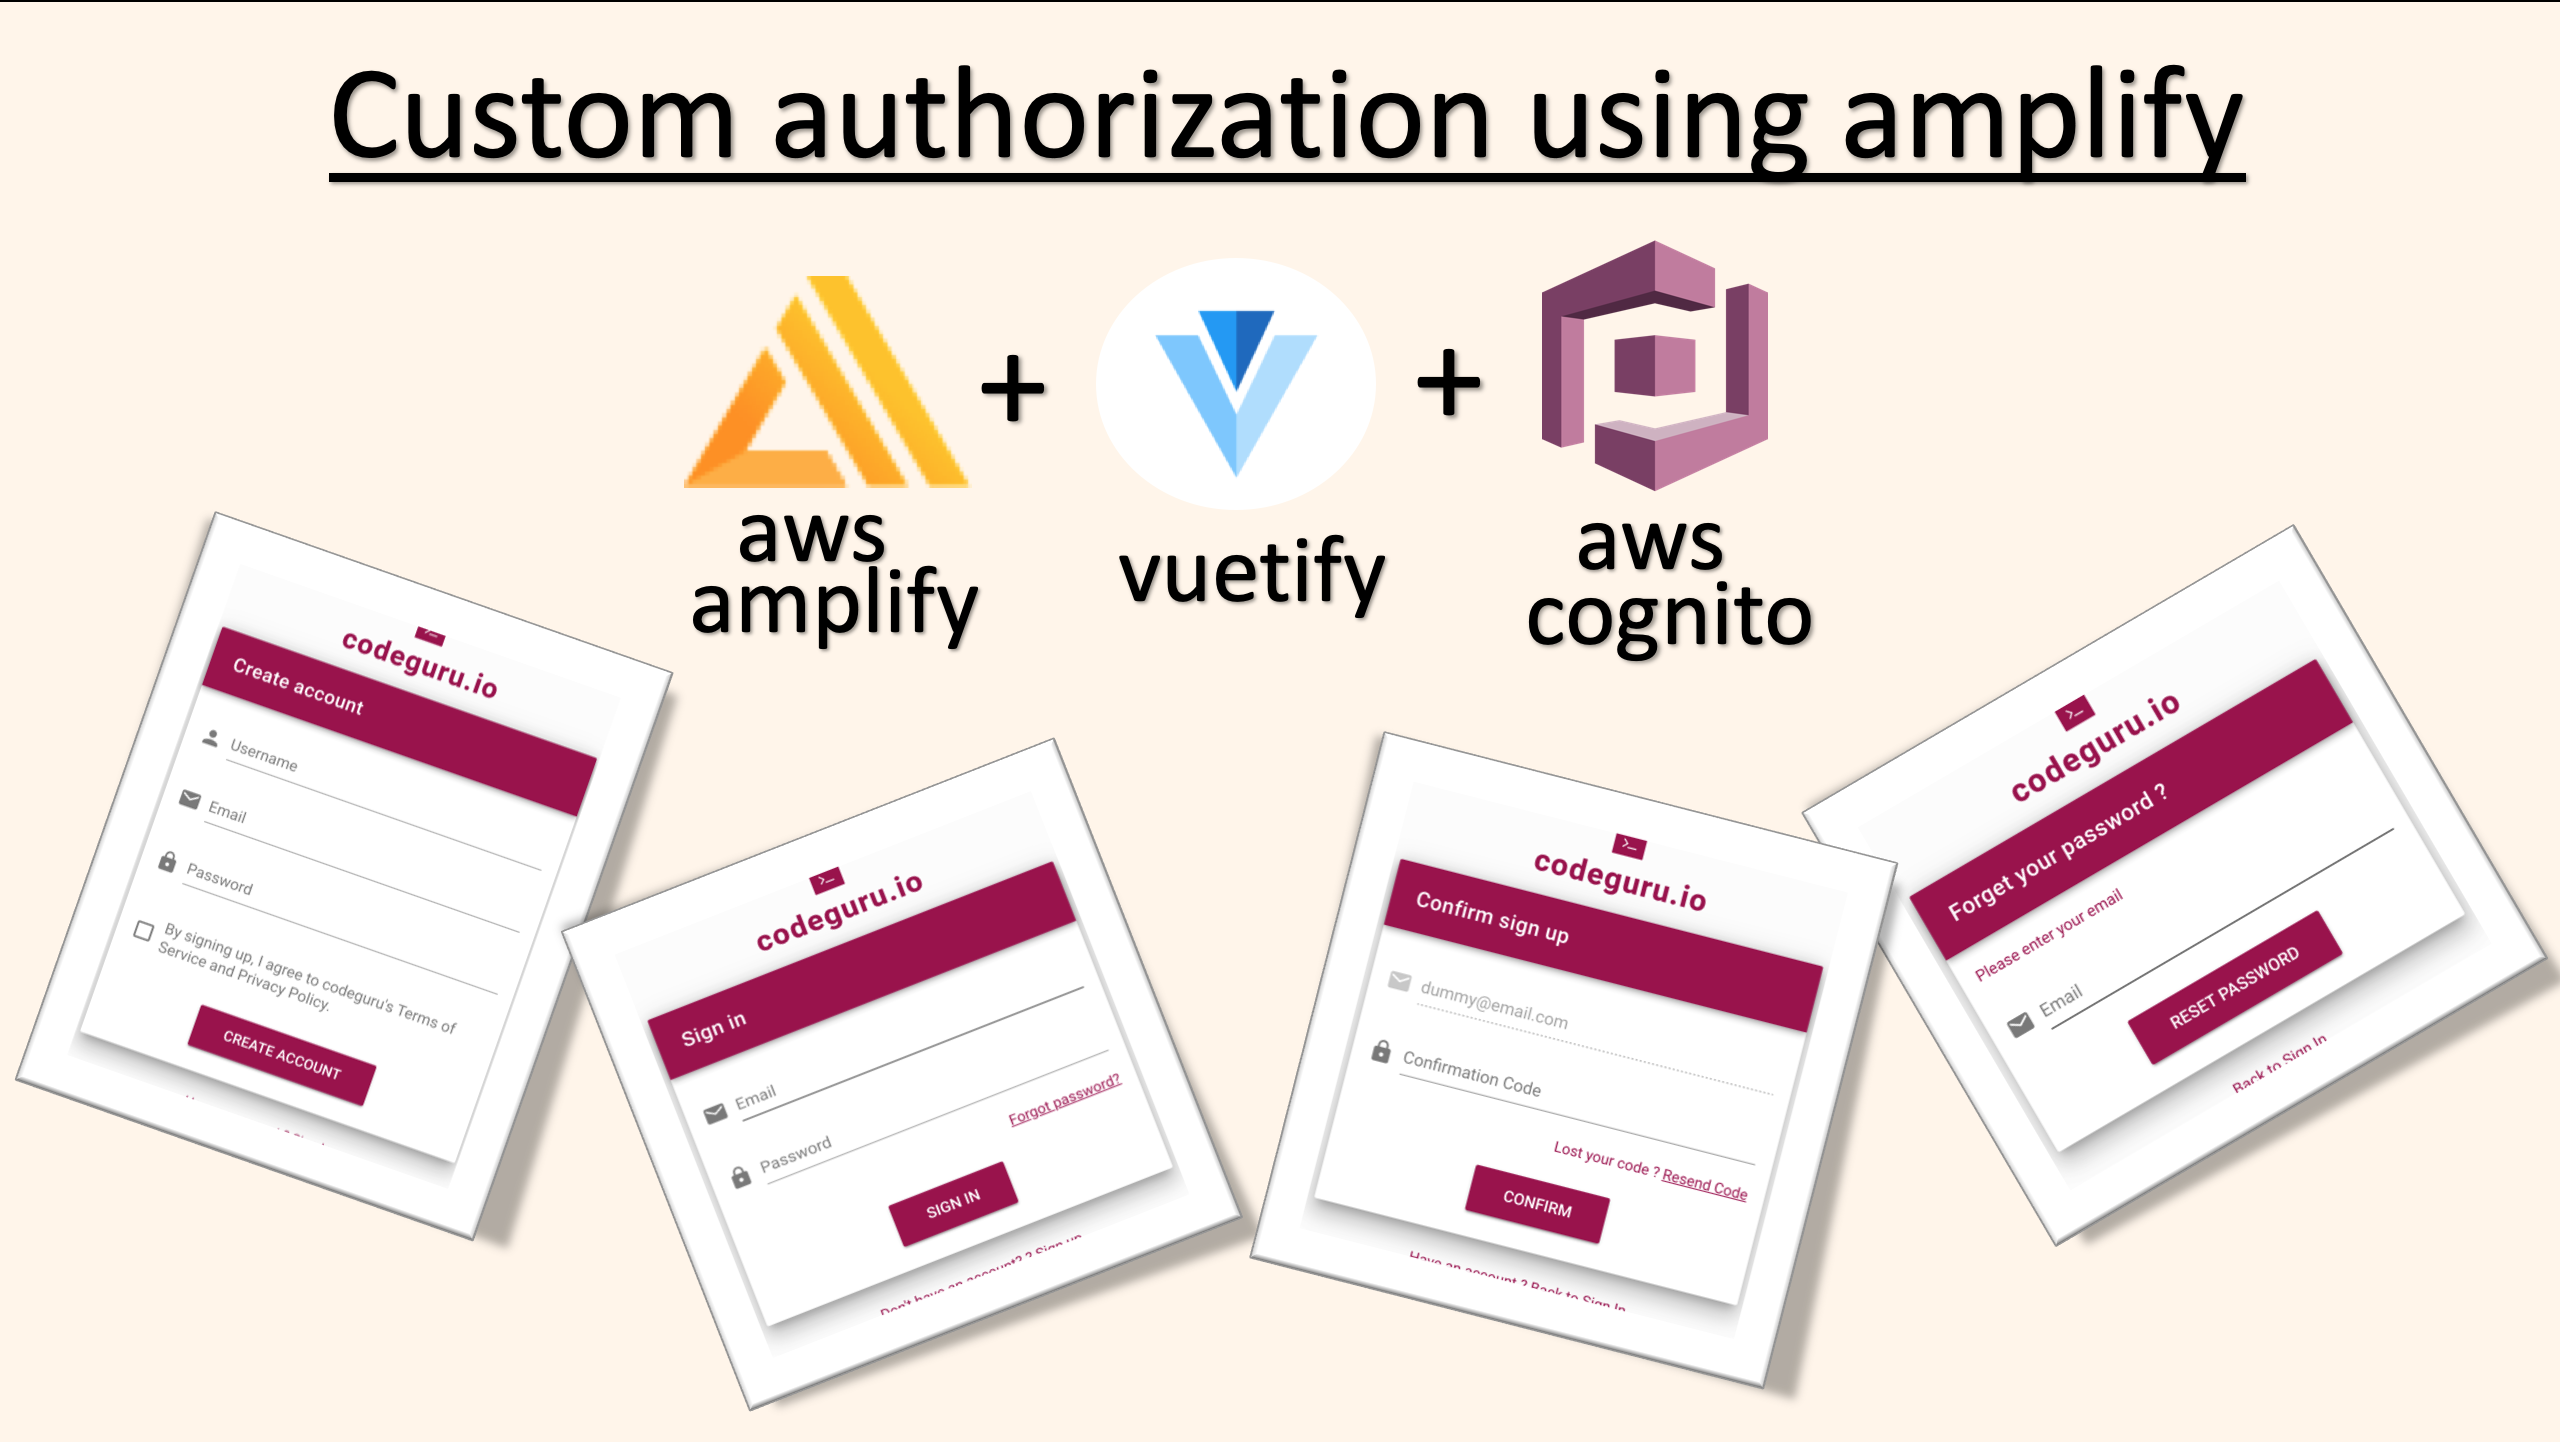 Custom authorization using amplify
+
+
aws
amplify
vuetify
aws
cognito
>_
codeguru.io
Create account
Username
Email
Password
By signing up, I agree to codeguru's Terms of
Service and Privacy Policy.
CREATE ACCOUNT
>_
codeguru.io
Sign in
Email
Password
Forgot password?
SIGN IN
Don't have an account? ? Sign up
>_
codeguru.io
Confirm sign up
dummy@email.com
Confirmation Code
Lost your code ? Resend Code
CONFIRM
Have an account ? Back to Sign In
>_
codeguru.io
Forget your password ?
Please enter your email
Email
RESET PASSWORD
Back to Sign In